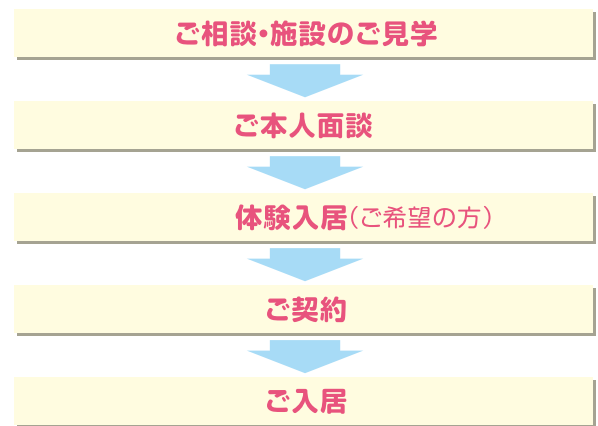 ご相談・施設のご見学
ご本人面談
体験入居（ご希望の方）
ご契約
ご入居